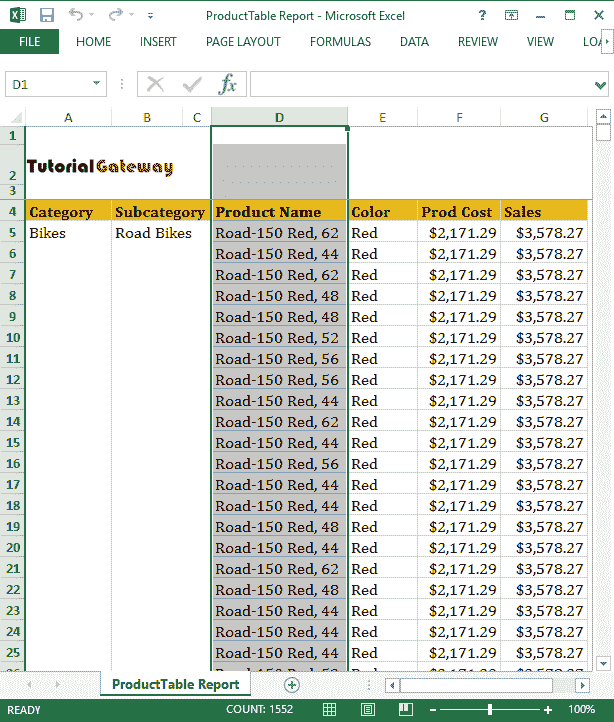 ProductTable Report - Microsoft Excel ?
FILE HOME INSERT PAGE LAYOUT FORMULAS DATA REVIEW VIEW
D1 fx
A B C D E F G
1
2 Tutorial Gateway
3
4 Category Subcategory Product Name Color Prod Cost Sales
5 Bikes Road Bikes Road-150 Red, 62 Red $2,171.29 $3,578.27
6 Road-150 Red, 44 Red $2,171.29 $3,578.27
7 Road-150 Red, 62 Red $2,171.29 $3,578.27
8 Road-150 Red, 48 Red $2,171.29 $3,578.27
9 Road-150 Red, 48 Red $2,171.29 $3,578.27
10 Road-150 Red, 52 Red $2,171.29 $3,578.27
11 Road-150 Red, 56 Red $2,171.29 $3,578.27
12 Road-150 Red, 56 Red $2,171.29 $3,578.27
13 Road-150 Red, 44 Red $2,171.29 $3,578.27
14 Road-150 Red, 62 Red $2,171.29 $3,578.27
15 Road-150 Red, 44 Red $2,171.29 $3,578.27
16 Road-150 Red, 56 Red $2,171.29 $3,578.27
17 Road-150 Red, 44 Red $2,171.29 $3,578.27
18 Road-150 Red, 44 Red $2,171.29 $3,578.27
19 Road-150 Red, 48 Red $2,171.29 $3,578.27
20 Road-150 Red, 44 Red $2,171.29 $3,578.27
21 Road-150 Red, 62 Red $2,171.29 $3,578.27
22 Road-150 Red, 48 Red $2,171.29 $3,578.27
23 Road-150 Red, 44 Red $2,171.29 $3,578.27
24 Road-150 Red, 44 Red $2,171.29 $3,578.27
25 Road-150 Red, 44 Red $2,171.29 $3,578.27
ProductTable Report
READY COUNT: 1552 100%